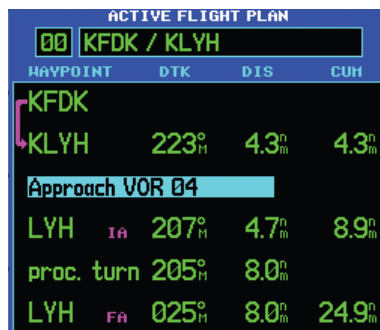 ACTIVE FLIGHT PLAN
00 KFDK / KLYH
WAYPOINT DTK DIS CUM
KFDK
KLYH 223°M 4.3nm 4.3nm
Approach VOR 04
LYH IA 207°M 4.7nm 8.9nm
proc. turn 205°M 8.0nm
LYH FA 025°M 8.0nm 24.9nm